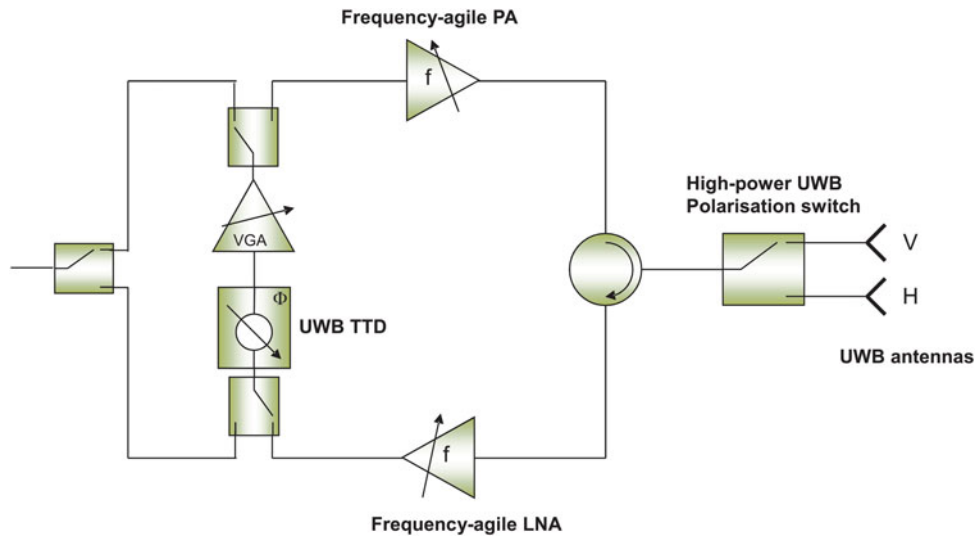 Frequency-agile PA
f
High-power UWB
Polarisation switch
VGA
V
Φ
H
UWB TTD
UWB antennas
f
Frequency-agile LNA